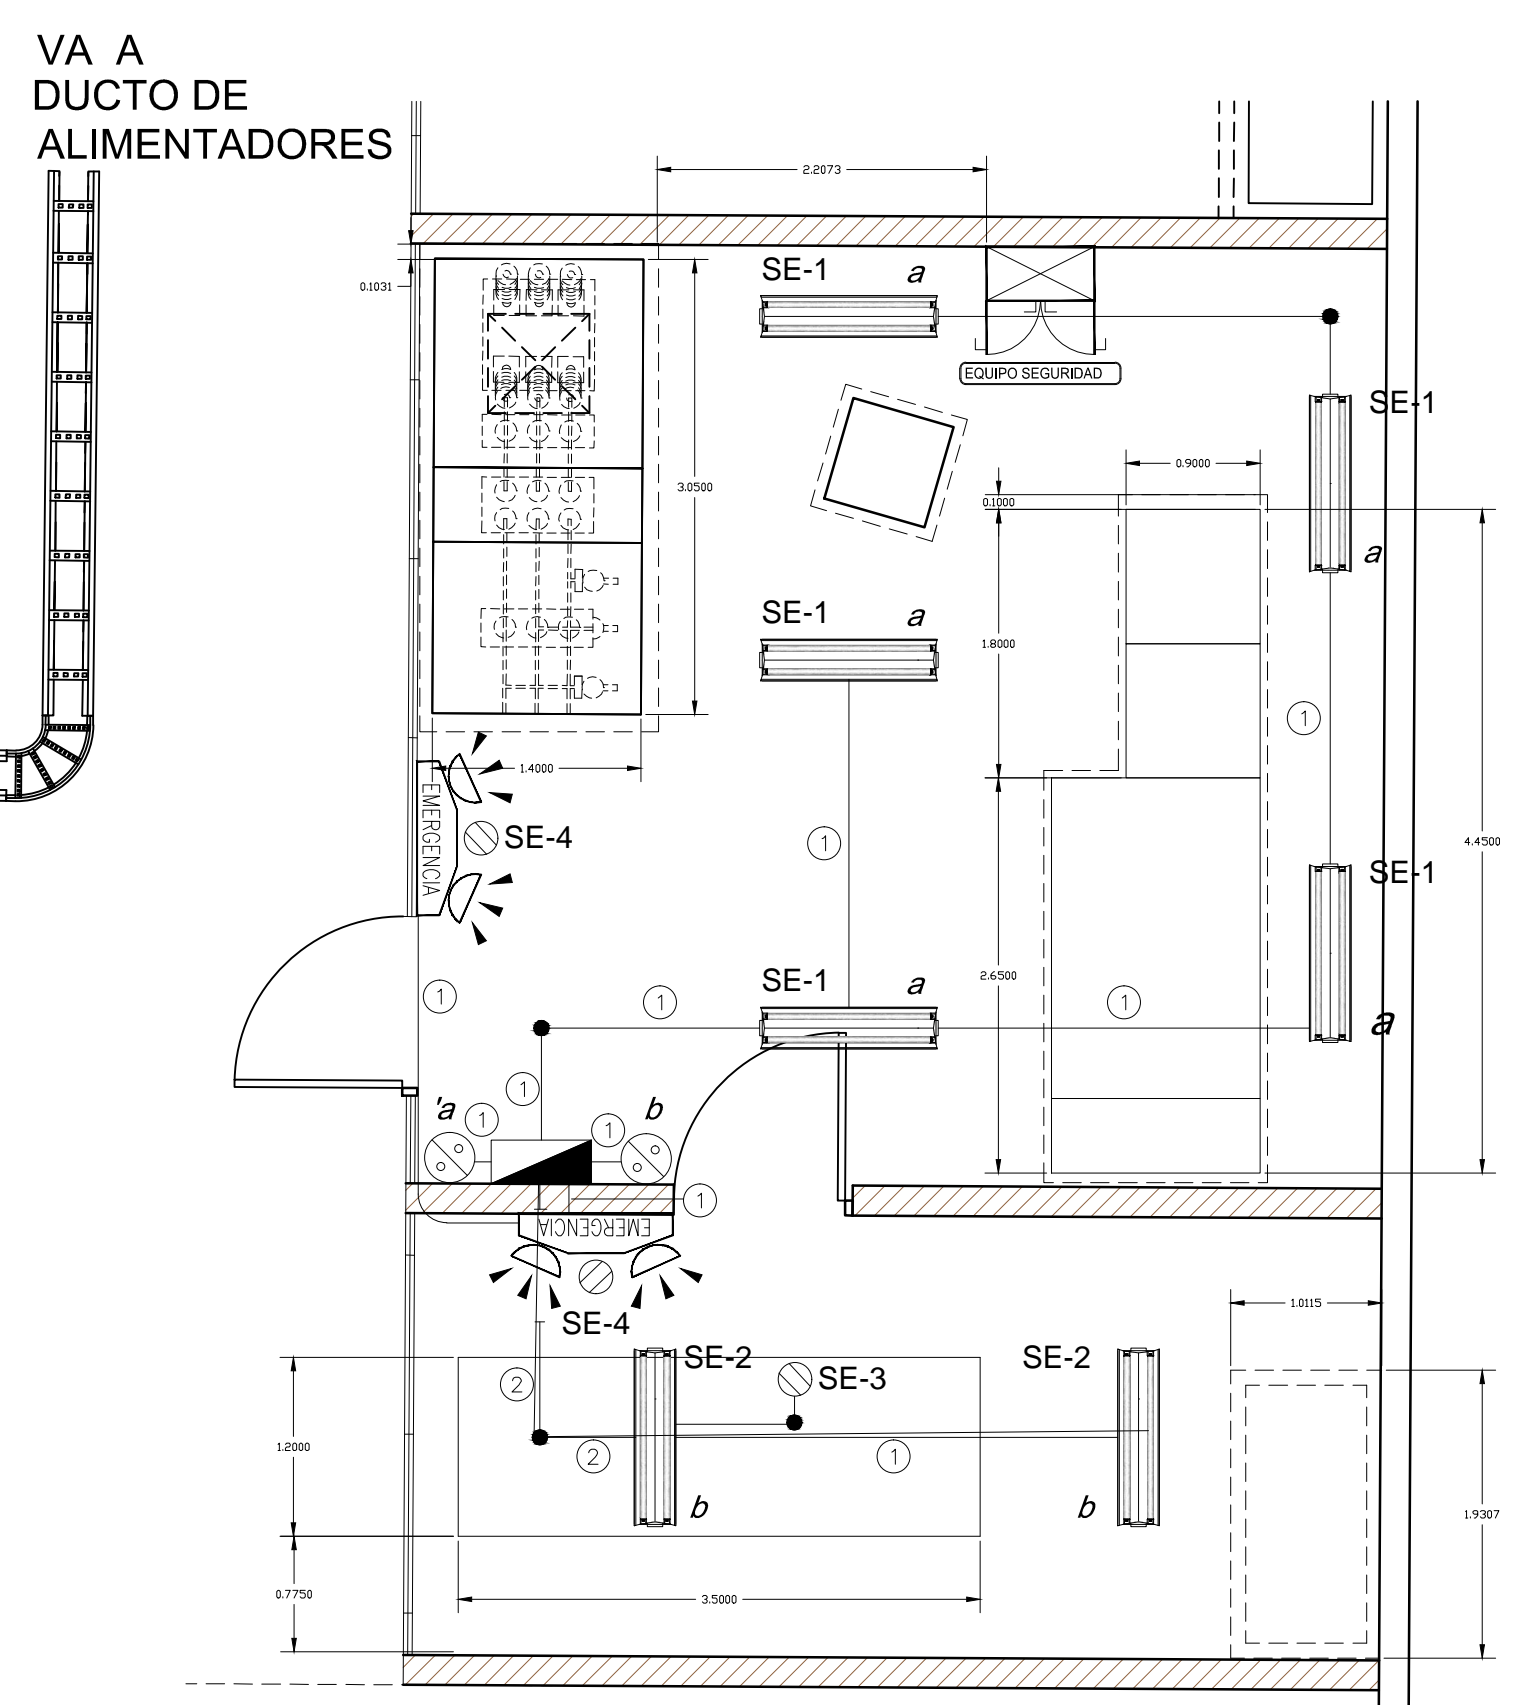 VA A
DUCTO DE
ALIMENTADORES
2.2073
0.1031
SE-1 a
EQUIPO SEGURIDAD
SE-1
0.9000
3.0500
0.1000
a
SE-1 a
1.8000
1
1.4000
EMERGENCIA
SE-4
1
4.4500
SE-1
2.6500
SE-1 a
1
1
1
a
1
'a
1
1
b
1
EMERGENCIA
SE-4
1.0115
SE-2
SE-2
SE-3
2
1.2000
2
1
b
b
1.9307
0.7750
3.5000